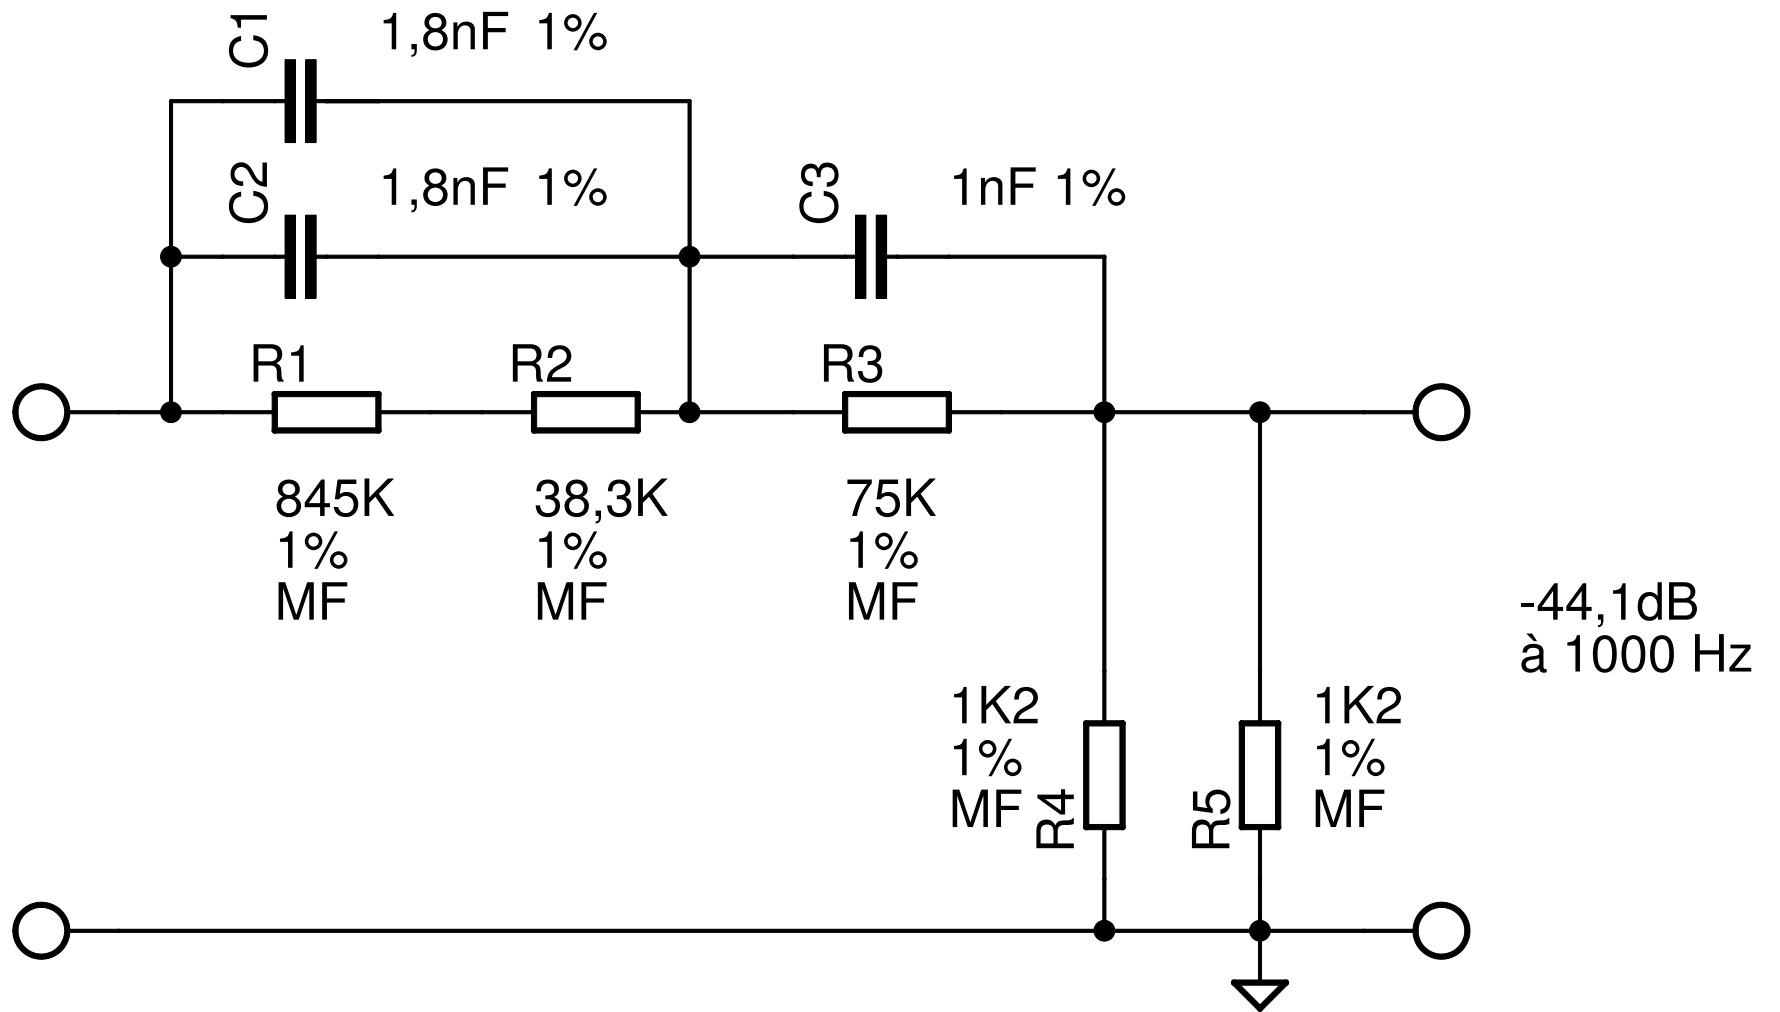 C1
1,8nF 1%
C2
1,8nF 1%
C3
1nF 1%
R1
R2
R3
845K
1%
MF
38,3K
1%
MF
75K
1%
MF
-44,1dB
à 1000 Hz
1K2
1%
MF
R4
R5
1K2
1%
MF